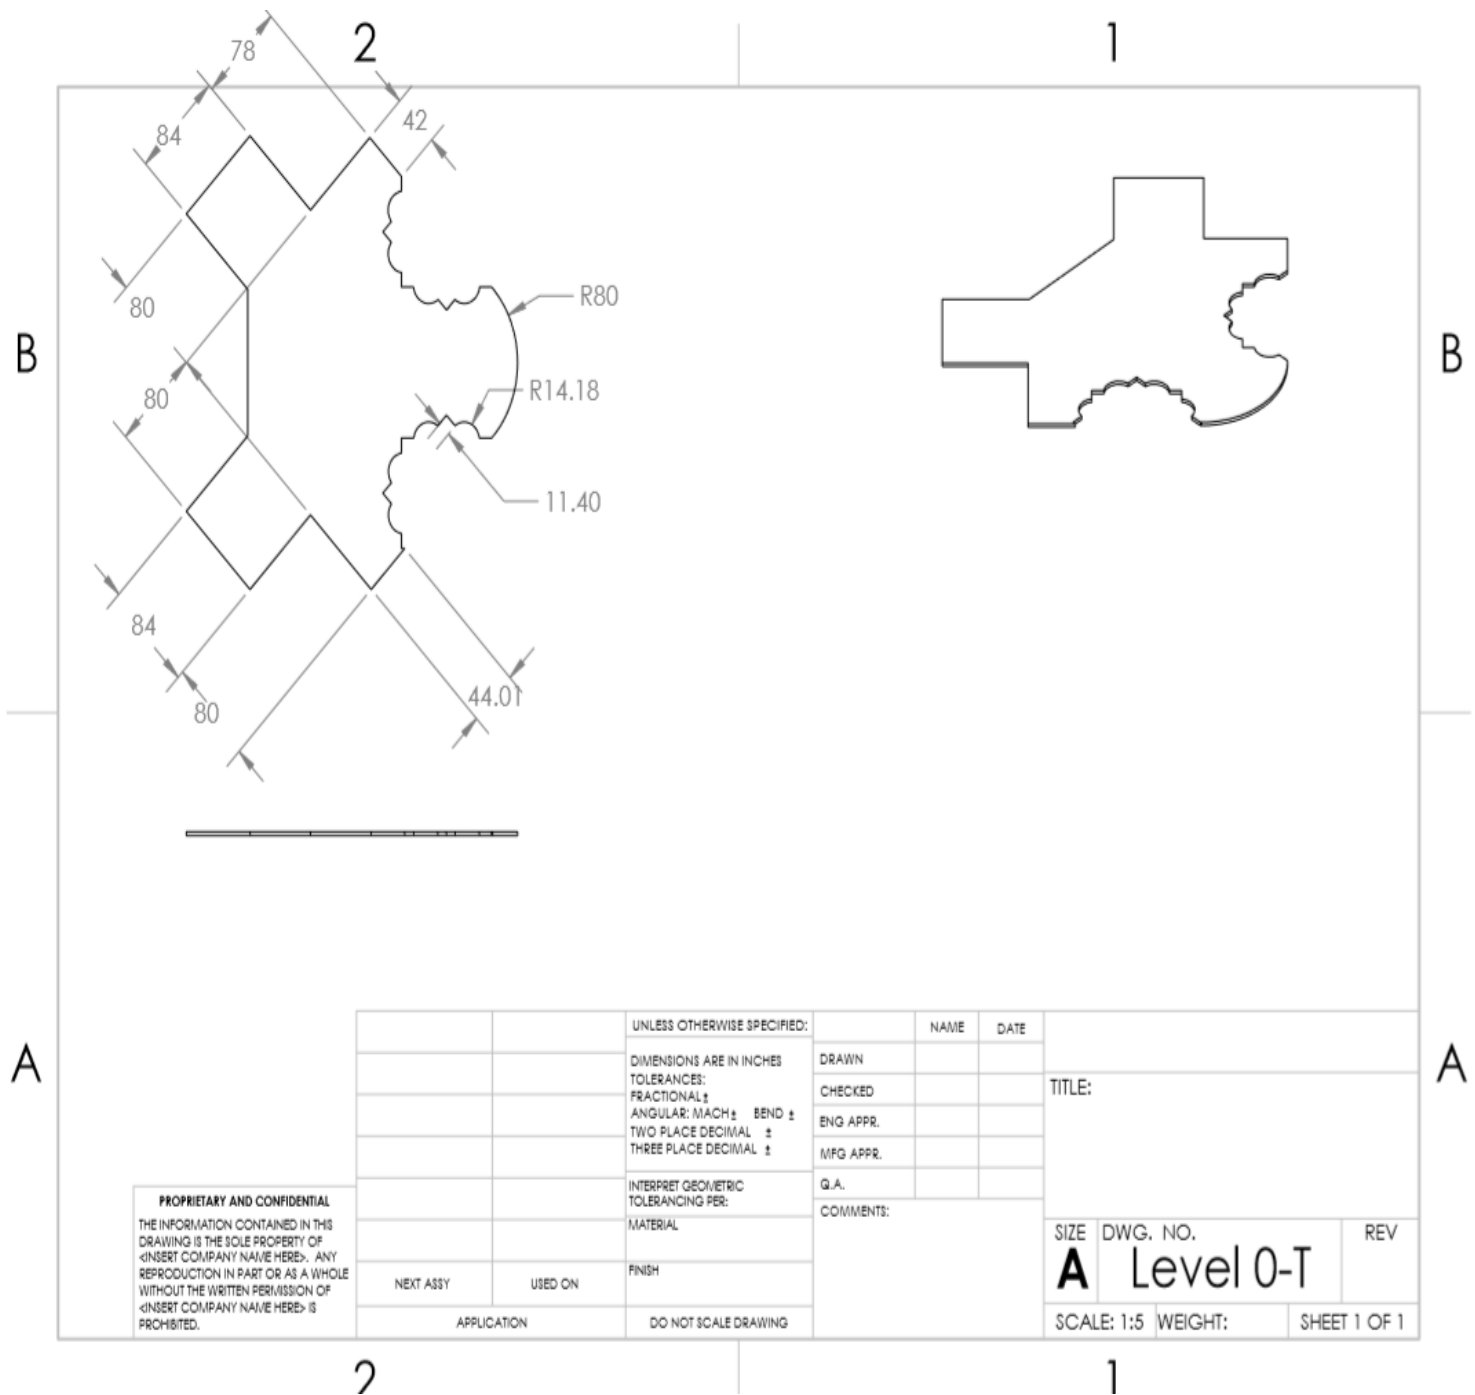 2
1
78
84
42
80
R80
B
B
80
R14.18
11.40
84
80
44.01
A
A
UNLESS OTHERWISE SPECIFIED:
DIMENSIONS ARE IN INCHES
TOLERANCES:
FRACTIONAL±
ANGULAR: MACH± BEND ±
TWO PLACE DECIMAL ±
THREE PLACE DECIMAL ±
INTERPRET GEOMETRIC
TOLERANCING PER:
MATERIAL
FINISH
DO NOT SCALE DRAWING
NAME DATE
DRAWN
CHECKED
ENG APPR.
MFG APPR.
Q.A.
COMMENTS:
TITLE:
SIZE DWG. NO. REV
A Level 0-T
SCALE: 1:5 WEIGHT: SHEET 1 OF 1
PROPRIETARY AND CONFIDENTIAL
THE INFORMATION CONTAINED IN THIS
DRAWING IS THE SOLE PROPERTY OF
<INSERT COMPANY NAME HERE>. ANY
REPRODUCTION IN PART OR AS A WHOLE
WITHOUT THE WRITTEN PERMISSION OF
<INSERT COMPANY NAME HERE> IS
PROHIBITED.
NEXT ASSY USED ON
APPLICATION
2
1